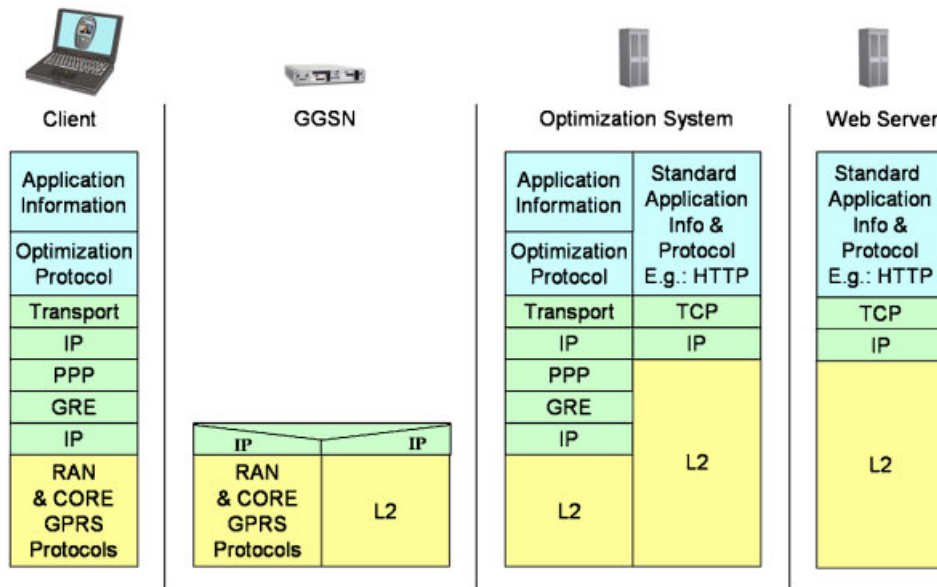 Client
GGSN
Optimization System
Web Server
Application
Information
Optimization
Protocol
Transport
IP
PPP
GRE
IP
RAN
& CORE
GPRS
Protocols
IP
IP
RAN
& CORE
GPRS
Protocols
L2
Application
Information
Optimization
Protocol
Transport
IP
PPP
GRE
IP
L2
Standard
Application
Info &
Protocol
E.g.: HTTP
TCP
IP
L2
Standard
Application
Info &
Protocol
E.g.: HTTP
TCP
IP
L2